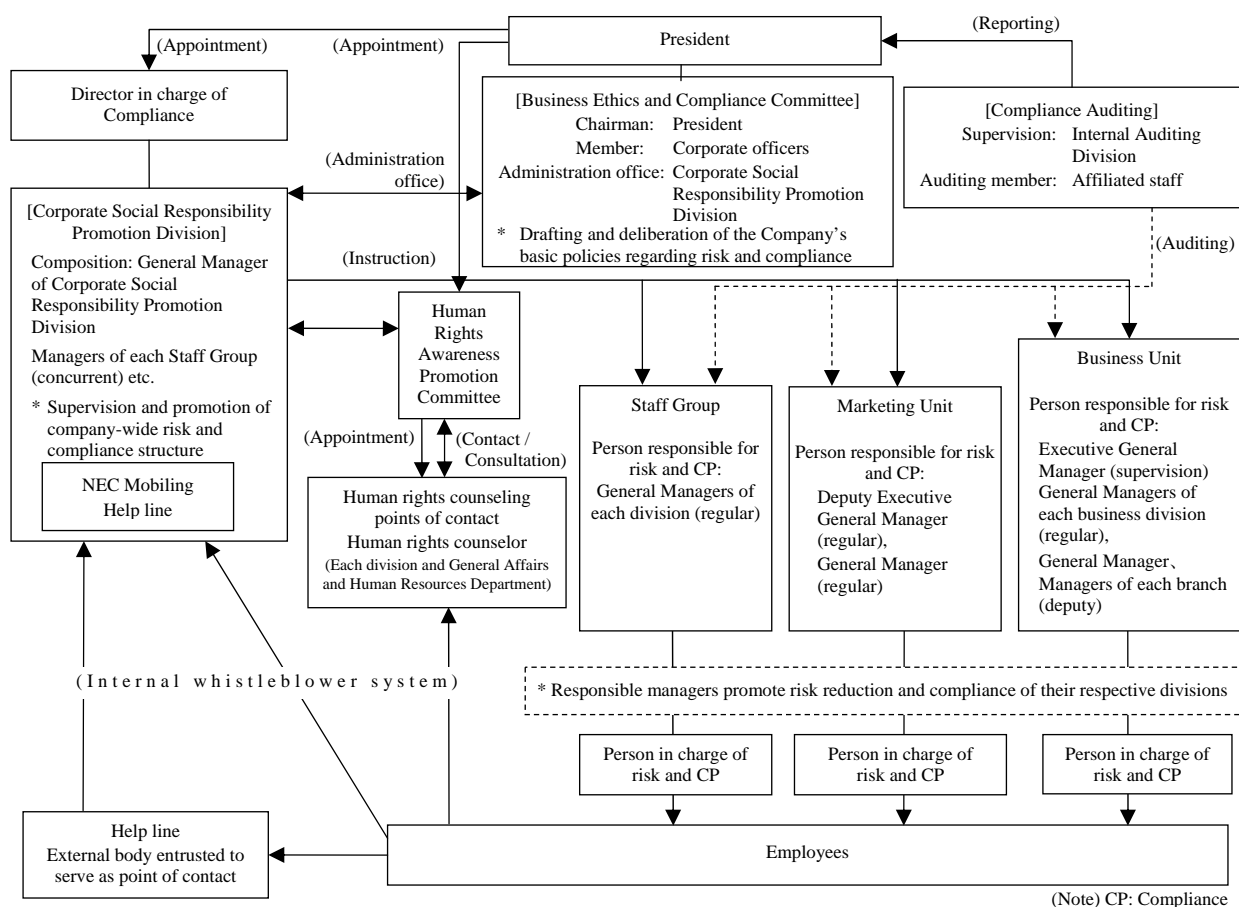 (Reporting)
(Appointment)
(Appointment)
President
Director in charge of
Compliance
[Business Ethics and Compliance Committee]
Chairman: President
Member: Corporate officers
Administration office: Corporate Social
Responsibility Promotion
Division
* Drafting and deliberation of the Company's
basic policies regarding risk and compliance
[Compliance Auditing]
Supervision: Internal Auditing
Division
Auditing member: Affiliated staff
(Administration
office)
(Auditing)
[Corporate Social Responsibility
Promotion Division]
Composition: General Manager
of Corporate Social
Responsibility Promotion
Division
Managers of each Staff Group
(concurrent) etc.
* Supervision and promotion of
company-wide risk and
compliance structure
NEC Mobiling
Help line
(Instruction)
Human
Rights
Awareness
Promotion
Committee
(Appointment)
(Contact /
Consultation)
Human rights counseling
points of contact
Human rights counselor
(Each division and General Affairs
and Human Resources Department)
Staff Group
Person responsible for
risk and CP:
General Managers of
each division (regular)
Marketing Unit
Person responsible for risk
and CP:
Deputy Executive
General Manager
(regular),
General Manager
(regular)
Business Unit
Person responsible for risk
and CP:
Executive General
Manager (supervision)
General Managers of
each business division
(regular),
General Manager、
Managers of each branch
(deputy)
(Internal whistleblower system)
* Responsible managers promote risk reduction and compliance of their respective divisions
Person in charge of
risk and CP
Person in charge of
risk and CP
Person in charge of
risk and CP
Help line
External body entrusted to
serve as point of contact
Employees
(Note) CP: Compliance